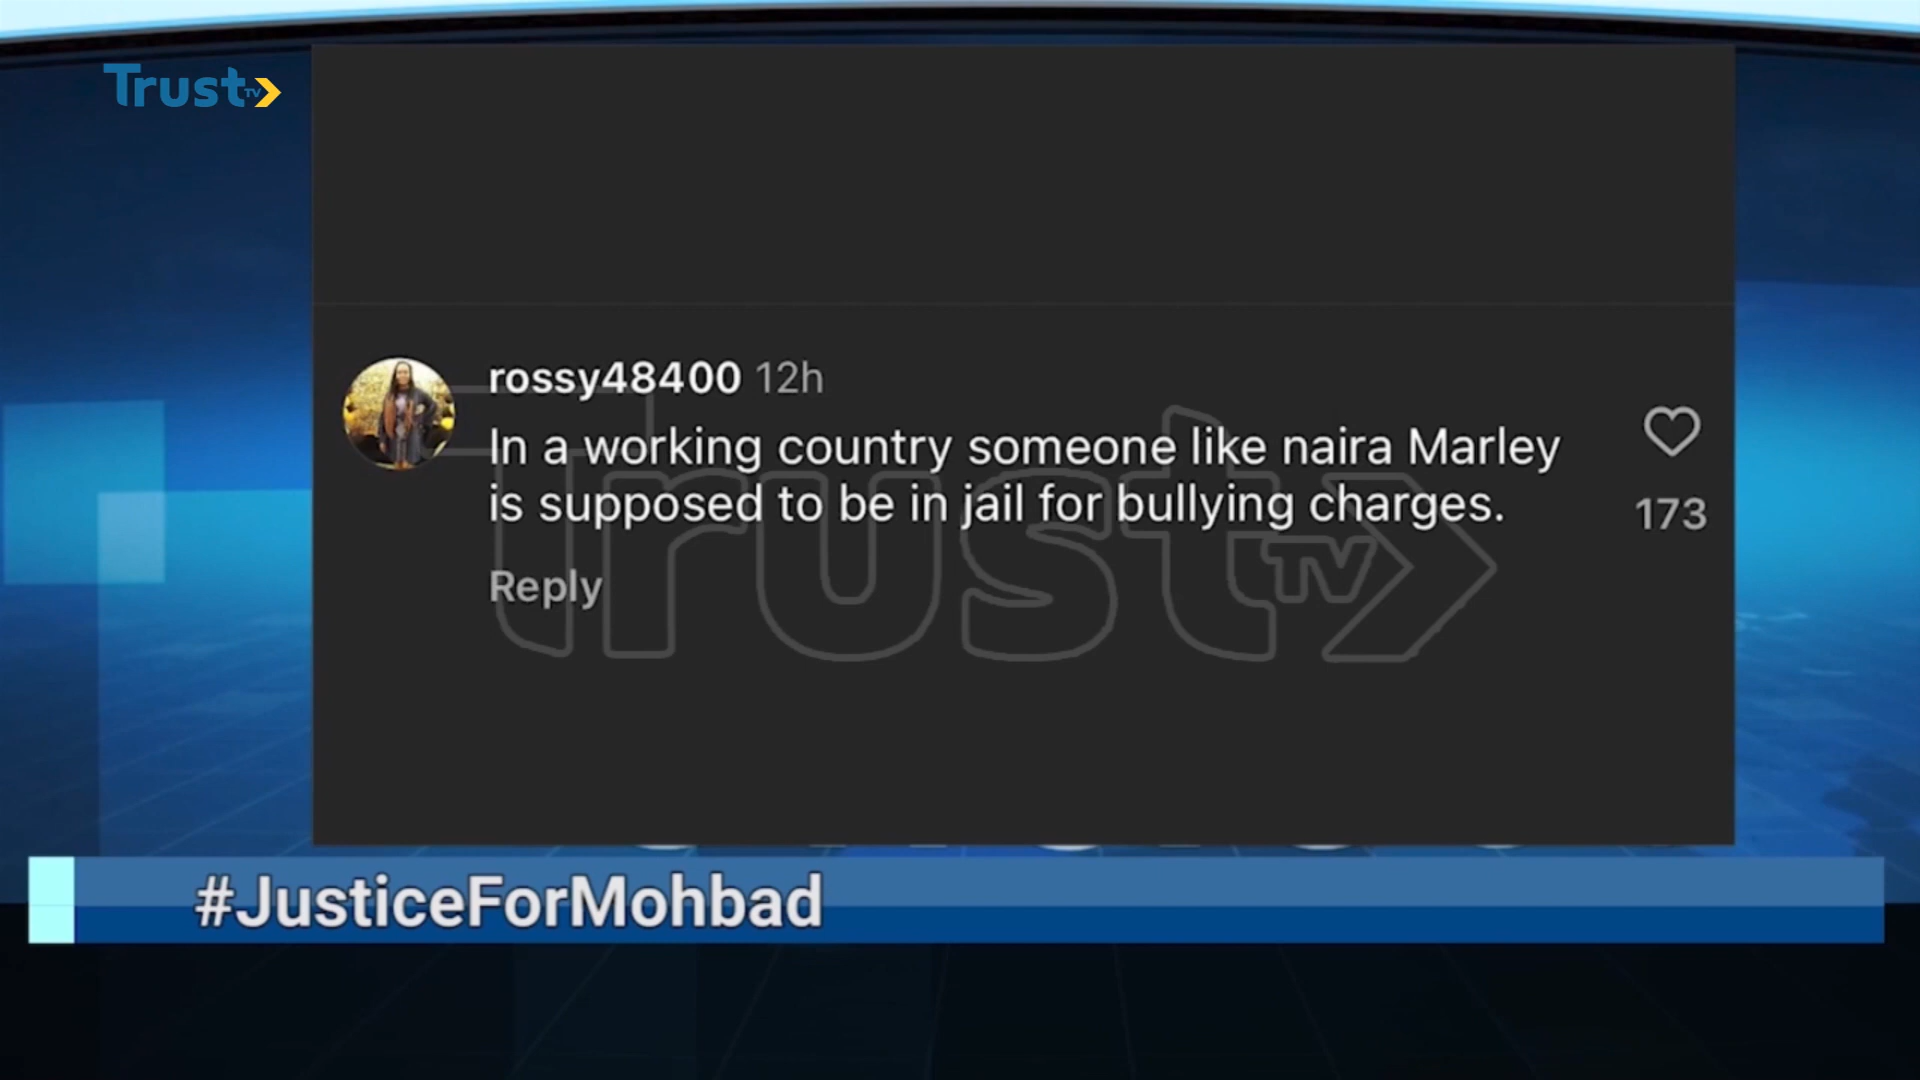 Trust TV
rossy48400 12h
In a working country someone like naira Marley
is supposed to be in jail for bullying charges.
173
Reply
Trust TV
#JusticeForMohbad